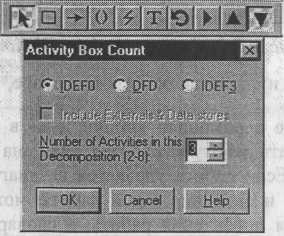 Activity Box Count
IDEF0 DFD IDEF3
Include Externals & Data stores
Number of Activities in this
Decomposition (2-8): 3
OK Cancel Help